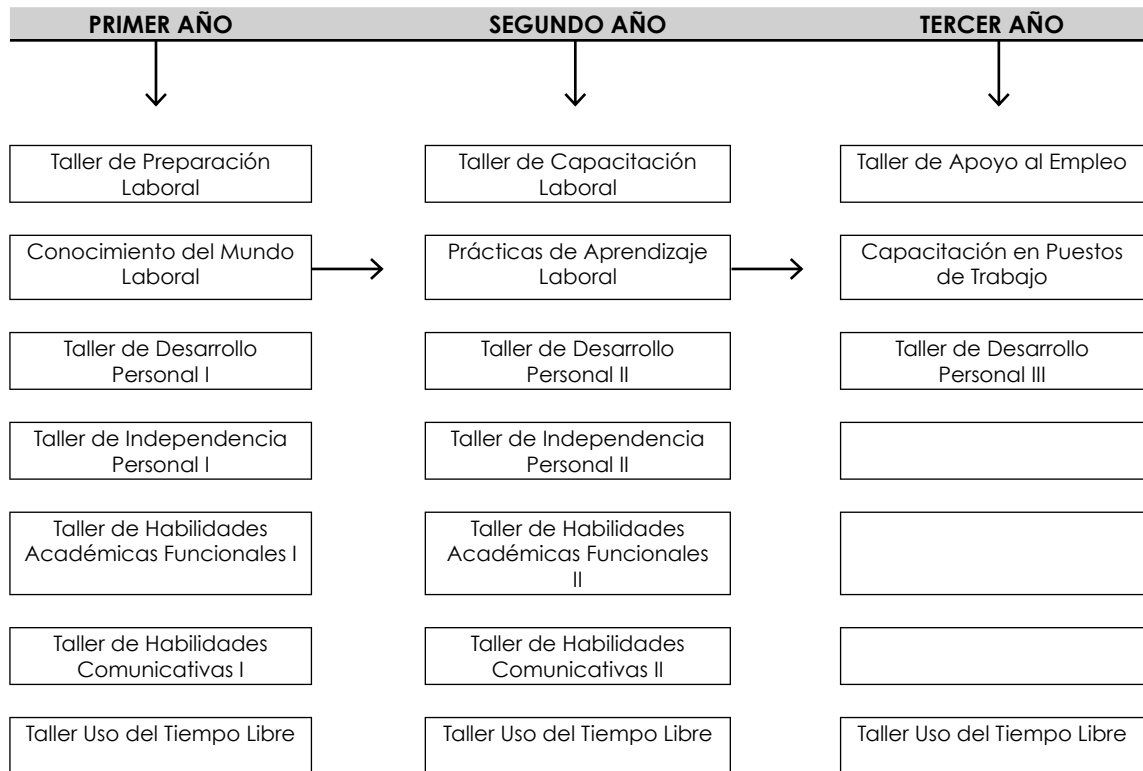 PRIMER AÑO
SEGUNDO AÑO
TERCER AÑO
Taller de Preparación
Laboral
Taller de Capacitación
Laboral
Taller de Apoyo al Empleo
Conocimiento del Mundo
Laboral
Prácticas de Aprendizaje
Laboral
Capacitación en Puestos
de Trabajo
Taller de Desarrollo
Personal I
Taller de Desarrollo
Personal II
Taller de Desarrollo
Personal III
Taller de Independencia
Personal I
Taller de Independencia
Personal II
Taller de Habilidades
Académicas Funcionales I
Taller de Habilidades
Académicas Funcionales
II
Taller de Habilidades
Comunicativas I
Taller de Habilidades
Comunicativas II
Taller Uso del Tiempo Libre
Taller Uso del Tiempo Libre
Taller Uso del Tiempo Libre